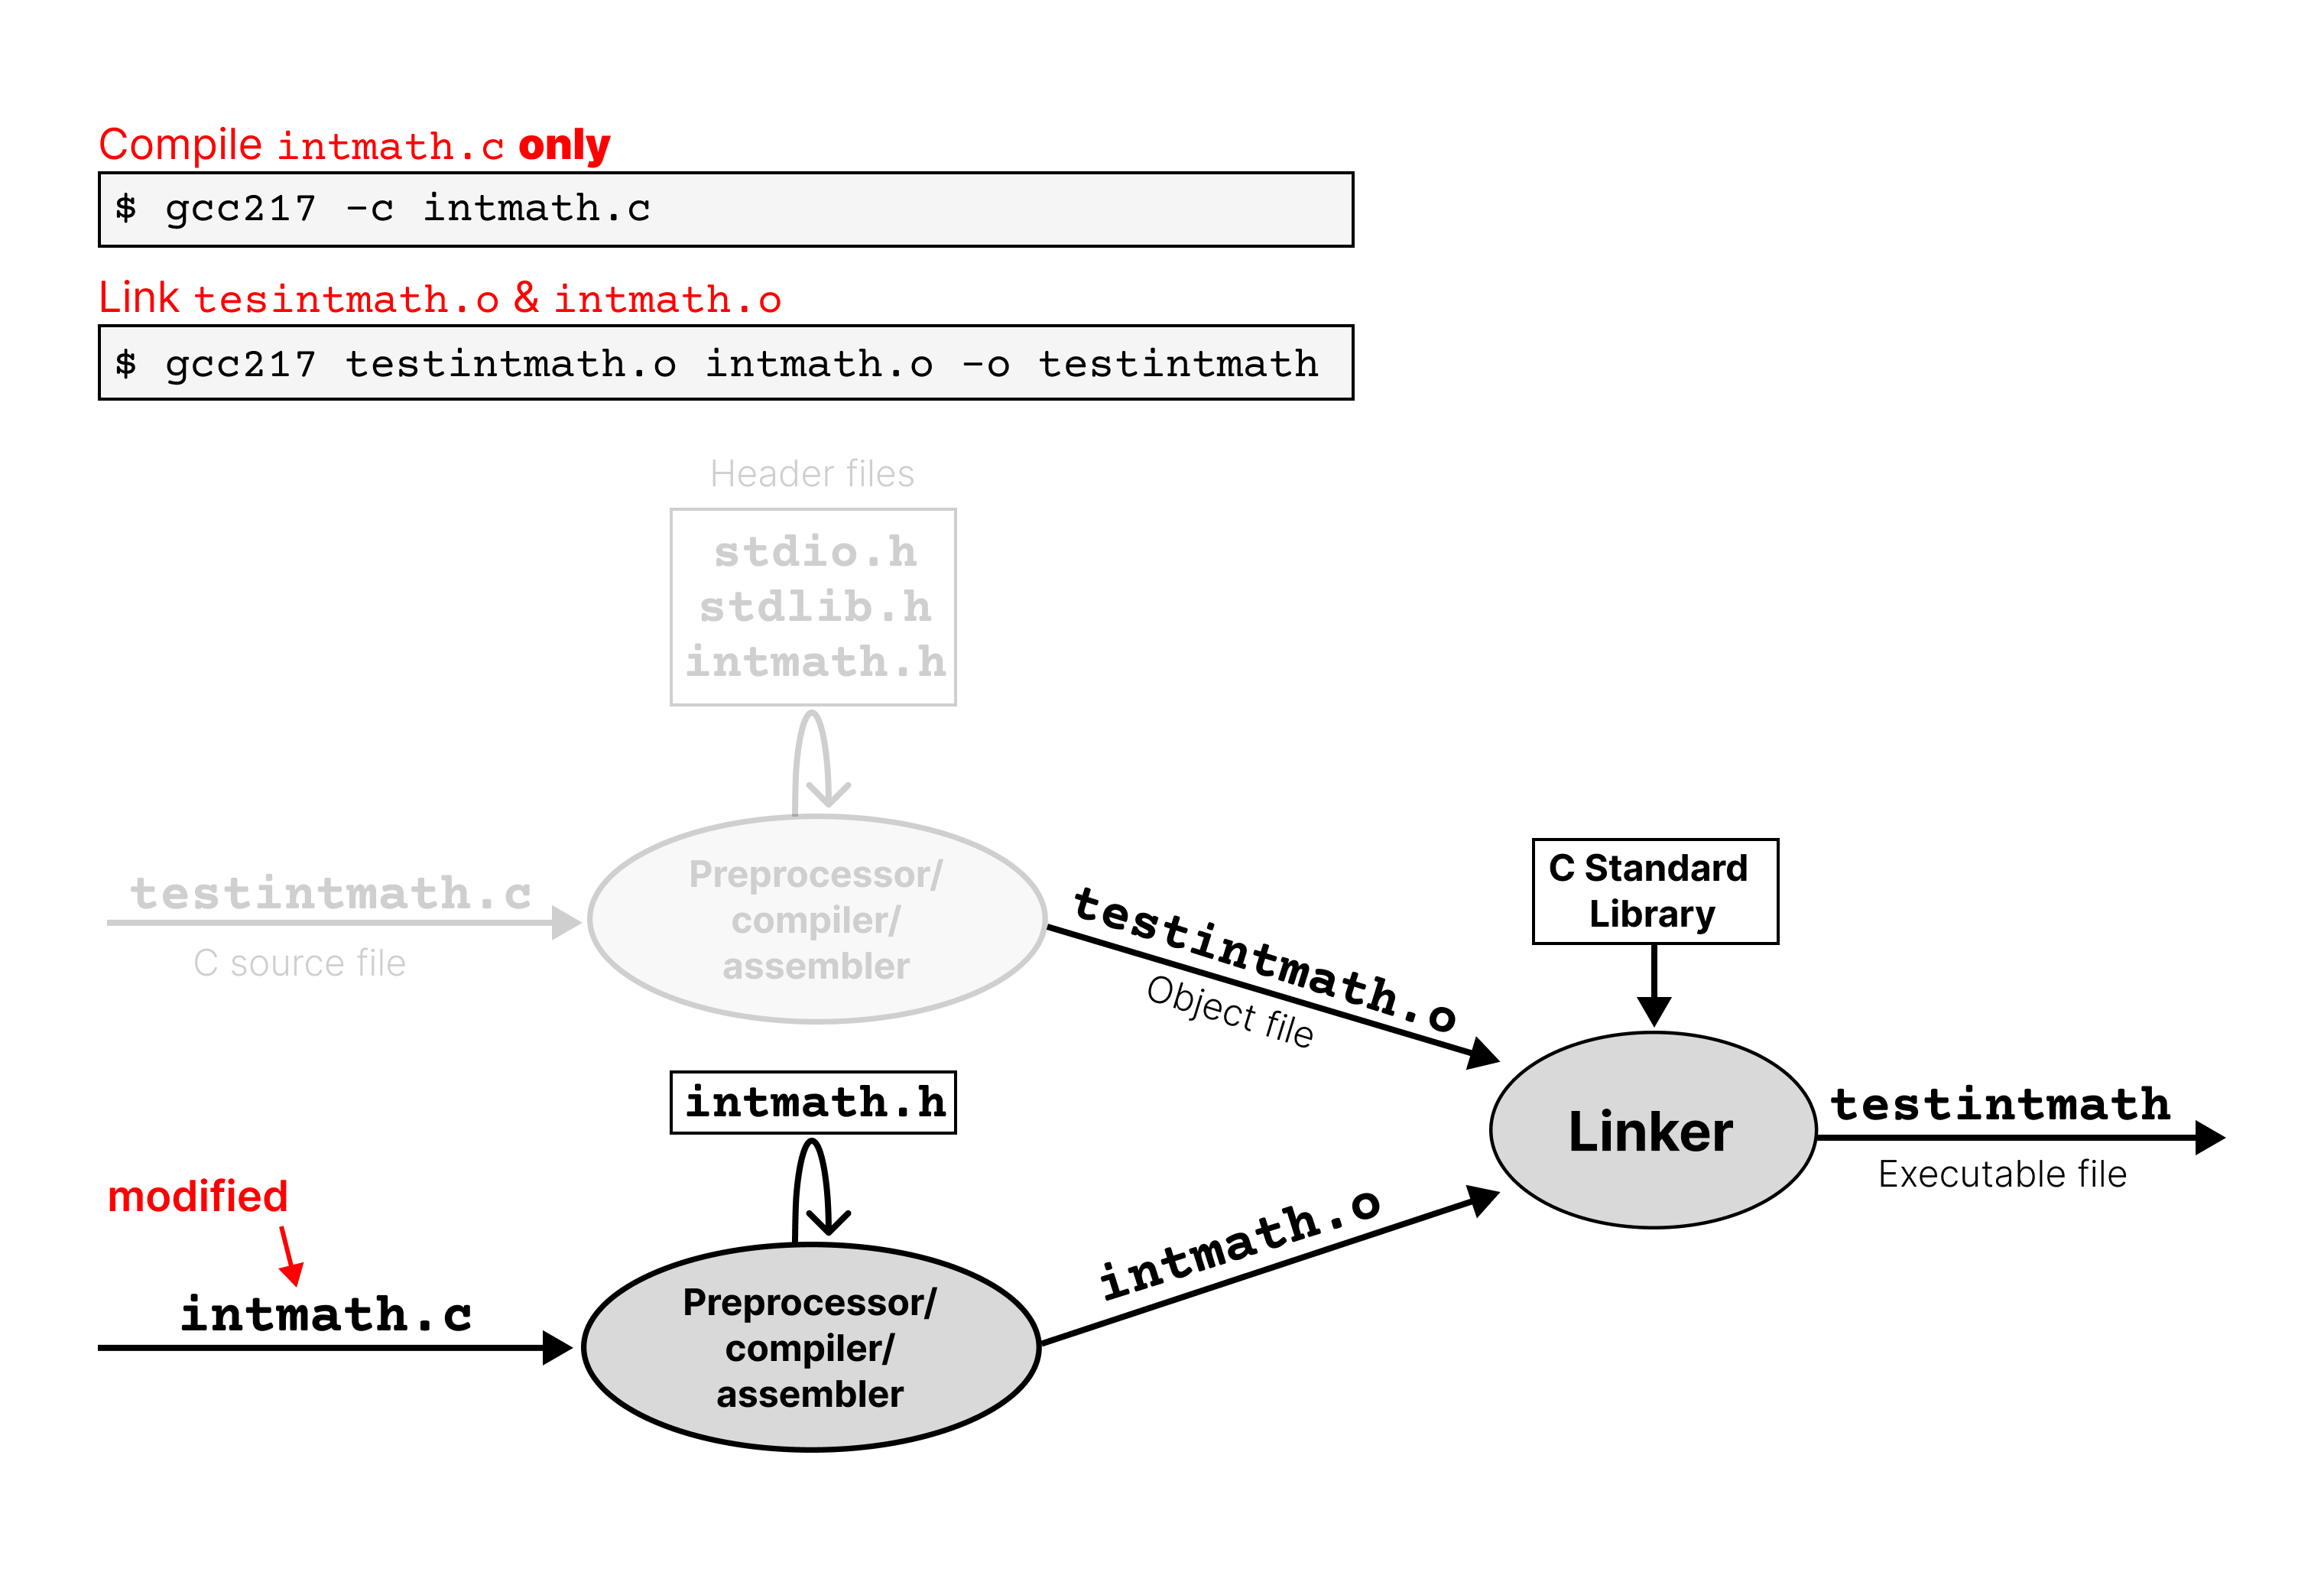 Compile intmath.c only
$ gcc217 -c intmath.c
Link tesintmath.o & intmath.o
$ gcc217 testintmath.o intmath.o -o testintmath
Header files
stdio.h
stdlib.h
intmath.h
testintmath.c
C source file
Preprocessor/
compiler/
assembler
testintmath.o
Object file
C Standard
Library
intmath.h
Linker
testintmath
Executable file
modified
intmath.c
Preprocessor/
compiler/
assembler
intmath.o